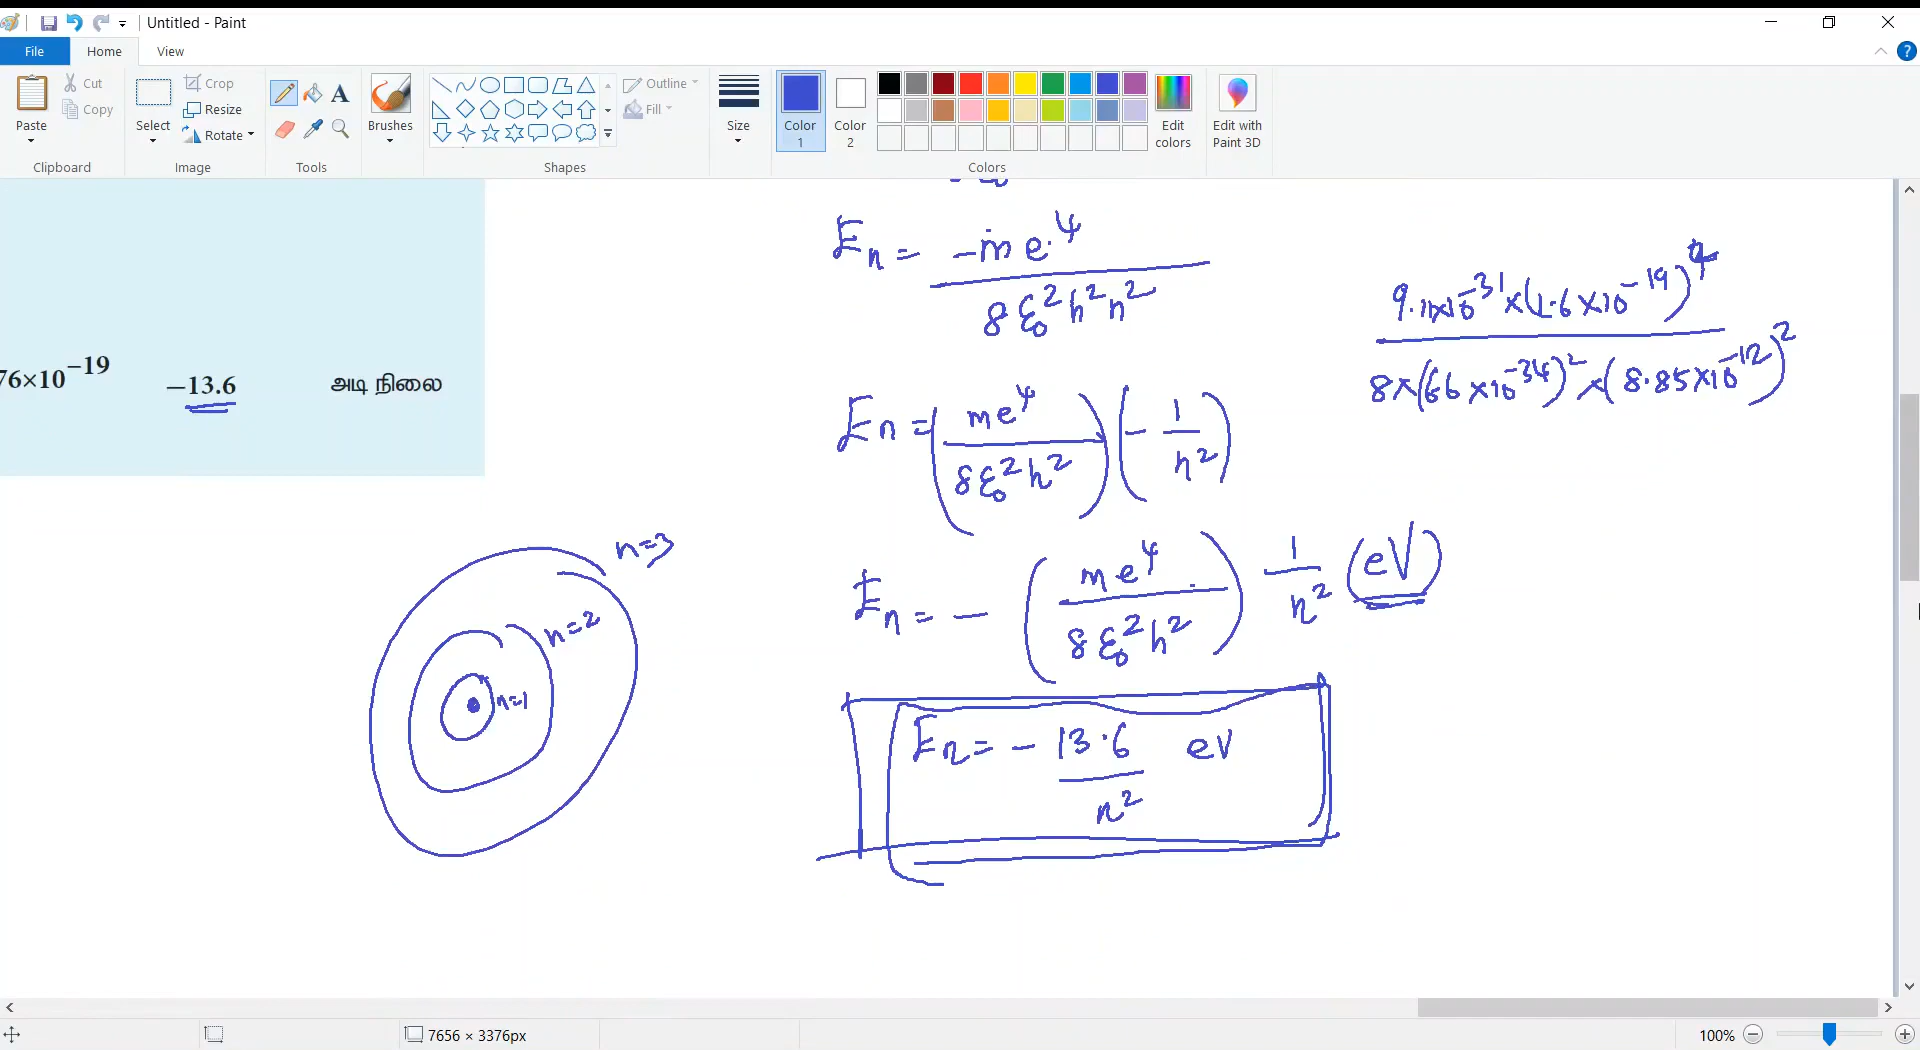 Untitled - Paint
File Home View
Paste
Cut
Copy
Clipboard
Select
Crop
Resize
Rotate
Image
Tools
Brushes
Shapes
Outline
Fill
Size
Color 1
Color 2
Colors
Edit colors
Edit with Paint 3D
76×10⁻¹⁹ −13.6 அடி நிலை
Eₙ = -me⁴ / 8ε₀²h²n²
9.11×10⁻³¹×(1.6×10⁻¹⁹)⁴ / 8×(66×10⁻³⁴)²×(8.85×10⁻¹²)²
Eₙ = (me⁴ / 8ε₀²h²) (-1/n²)
Eₙ = - (me⁴ / 8ε₀²h²) 1/n² (eV)
n=3
n=2
n=1
Eₙ = - 13.6 / n² eV
7656 × 3376px
100%